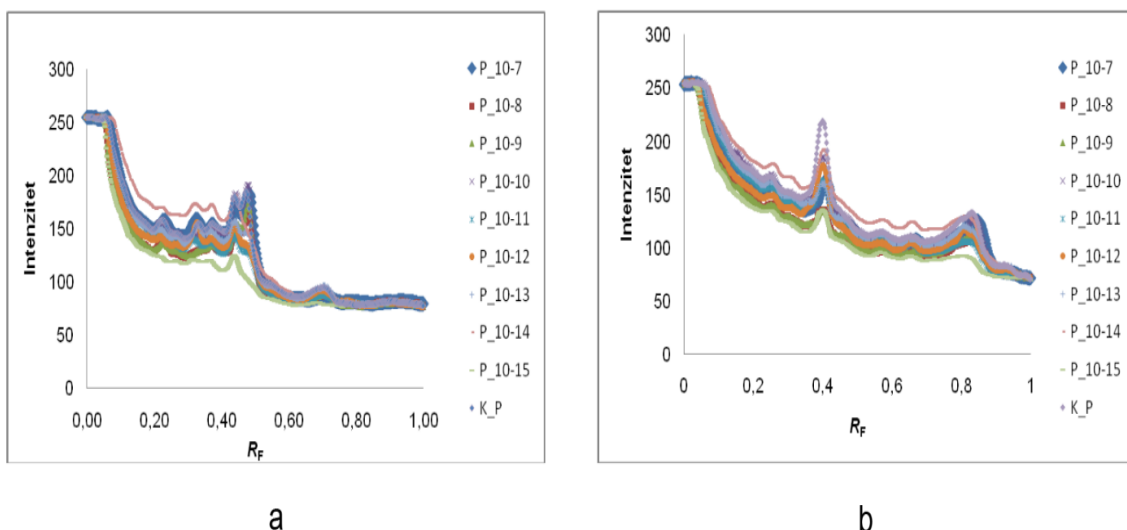 300
250
200
150
100
50
0
Intenzitet
0,00 0,20 0,40 0,60 0,80 1,00
R_F
P_10-7
P_10-8
P_10-9
P_10-10
P_10-11
P_10-12
P_10-13
P_10-14
P_10-15
K_P
a
300
250
200
150
100
50
0
Intenzitet
0 0,2 0,4 0,6 0,8 1
R_F
P_10-7
P_10-8
P_10-9
P_10-10
P_10-11
P_10-12
P_10-13
P_10-14
P_10-15
K_P
b